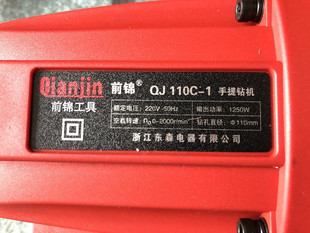 Qianjin 前锦® QJ 110C-1 手提钻机
前锦工具
额定电压: 220V~50Hz 输出功率: 1250W
空载转速: n₀ 0-2000r/min 钻孔直径: Φ110mm
浙江东森电器有限公司